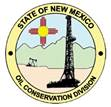 STATE OF NEW MEXICO
OIL CONSERVATION DIVISION